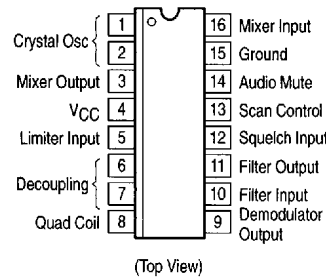 Crystal Osc
1
2
Mixer Output 3
VCC 4
Limiter Input 5
Decoupling
6
7
Quad Coil 8
16 Mixer Input
15 Ground
14 Audio Mute
13 Scan Control
12 Squelch Input
11 Filter Output
10 Filter Input
9 Demodulator
Output
(Top View)